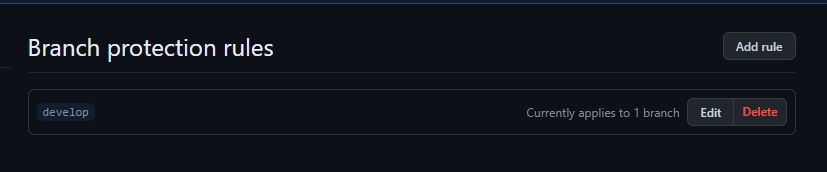 Branch protection rules
Add rule
develop
Currently applies to 1 branch
Edit
Delete